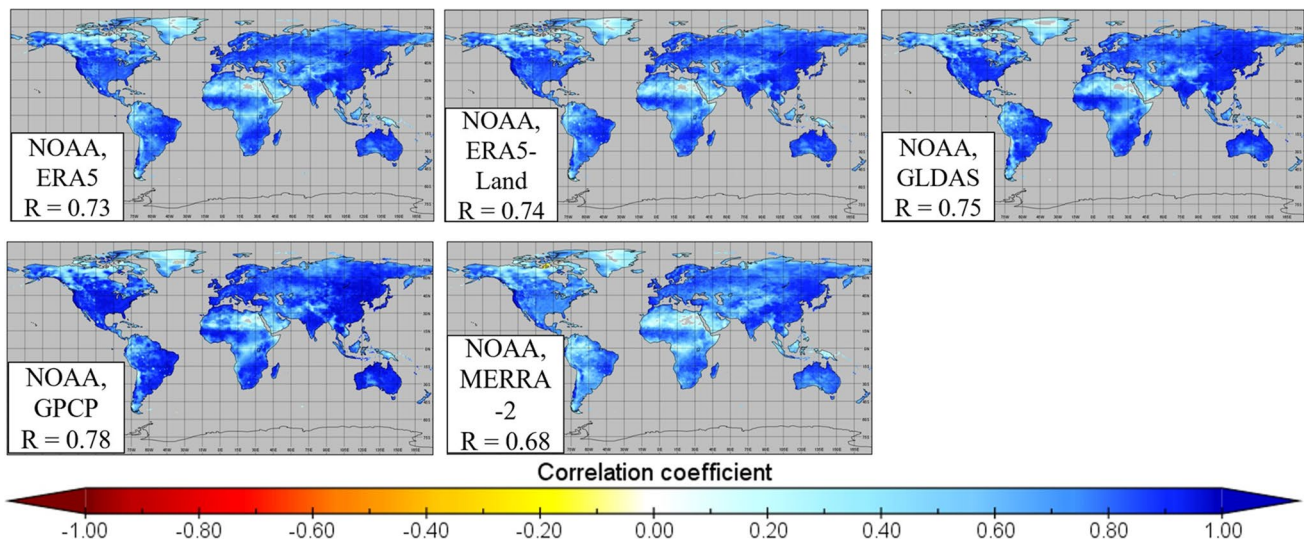 NOAA,
ERA5
R = 0.73
NOAA,
ERA5-
Land
R = 0.74
NOAA,
GLDAS
R = 0.75
NOAA,
GPCP
R = 0.78
NOAA,
MERRA
-2
R = 0.68
Correlation coefficient
-1.00 -0.80 -0.60 -0.40 -0.20 0.00 0.20 0.40 0.60 0.80 1.00